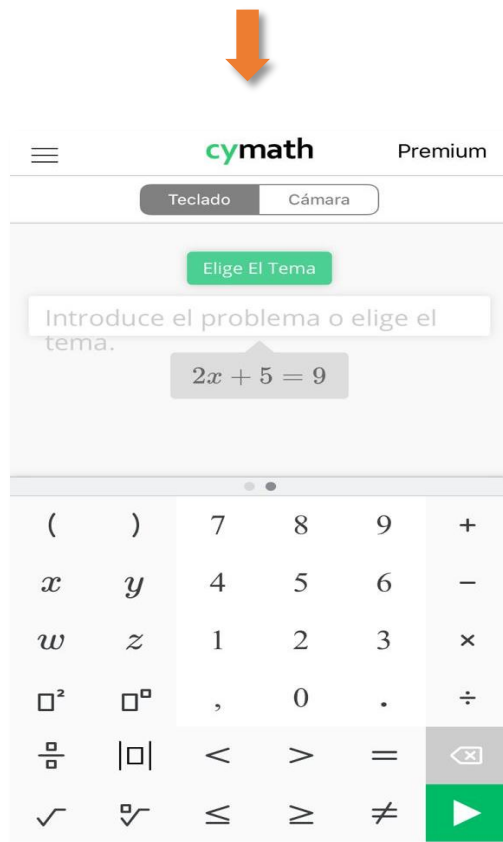 cymath Premium
Teclado Cámara
Elige El Tema
Introduce el problema o elige el
tema.
2x + 5 = 9
( ) 7 8 9 +
x y 4 5 6 −
w z 1 2 3 ×
□² □□ , 0 . ÷
□/□ |□| < > =
√ □√ ≤ ≥ ≠